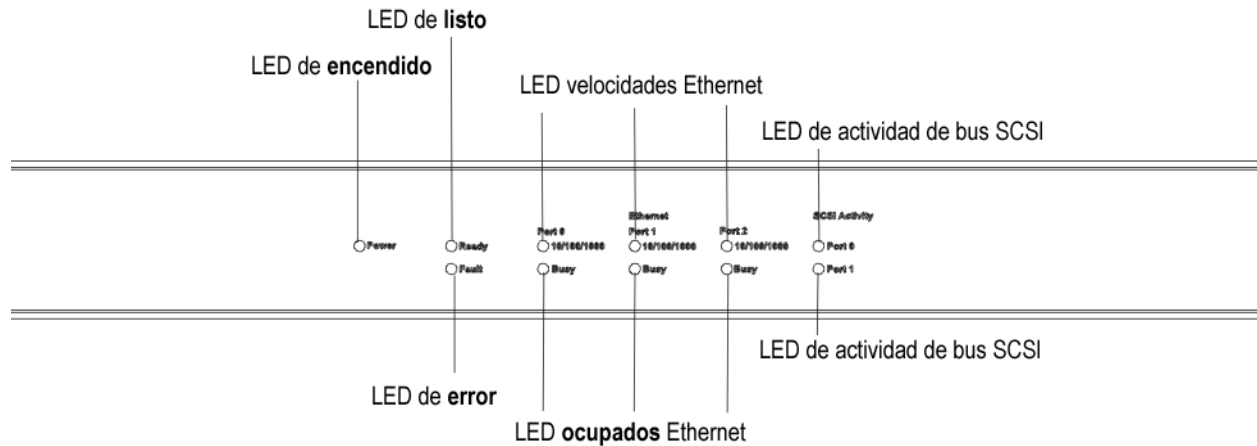 LED de listo
LED de encendido
LED velocidades Ethernet
LED de actividad de bus SCSI
Ethernet
SCSI Activity
Port 0
Port 1
Port 2
Power
Ready
10/100/1000
10/100/1000
10/100/1000
Port 0
Fault
Busy
Busy
Busy
Port 1
LED de actividad de bus SCSI
LED de error
LED ocupados Ethernet